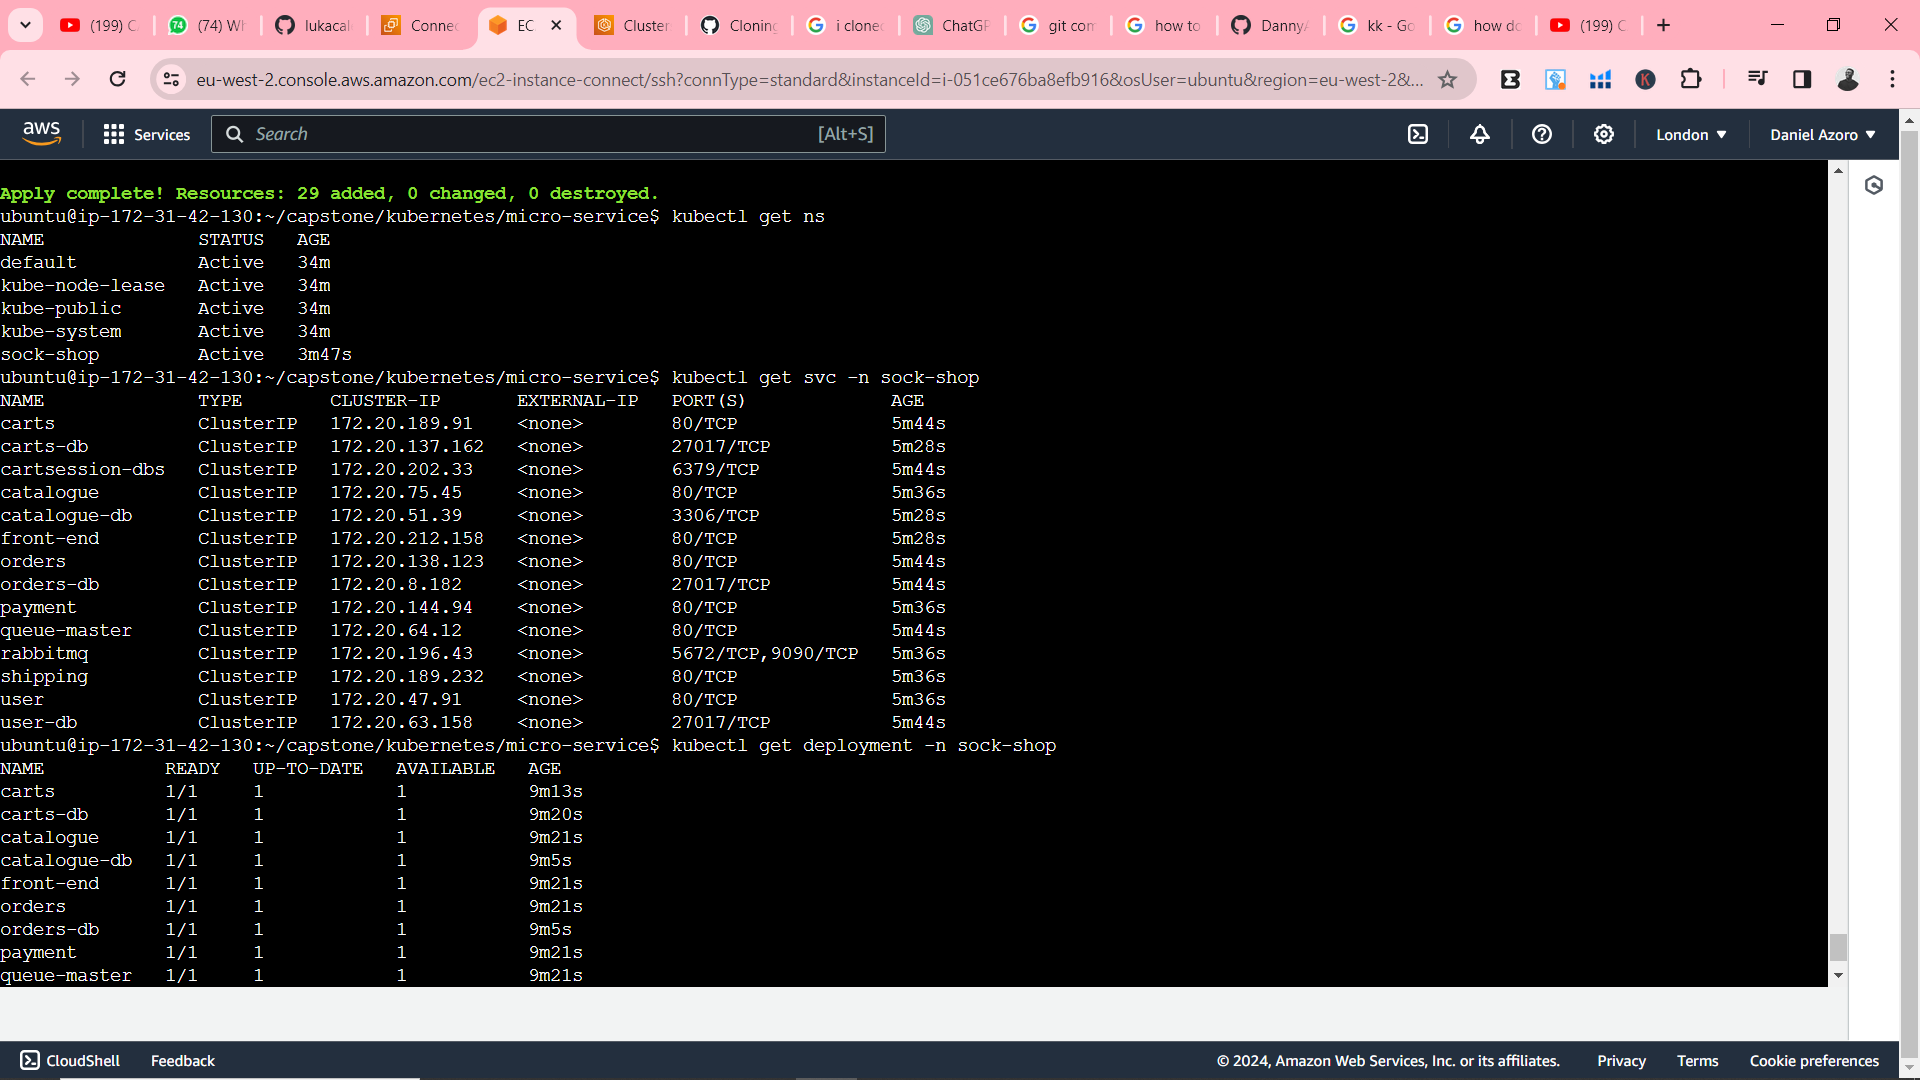 (199) C
(74) Wh
lukacal
Connec
EC
Cluster
Cloning
i clonec
ChatGP
git com
how to
DannyA
kk - Go
how do
(199) C
eu-west-2.console.aws.amazon.com/ec2-instance-connect/ssh?connType=standard&instanceId=i-051ce676ba8efb916&osUser=ubuntu&region=eu-west-2&...
aws Services Search [Alt+S] London Daniel Azoro
Apply complete! Resources: 29 added, 0 changed, 0 destroyed.
ubuntu@ip-172-31-42-130:~/capstone/kubernetes/micro-service$ kubectl get ns
NAME STATUS AGE
default Active 34m
kube-node-lease Active 34m
kube-public Active 34m
kube-system Active 34m
sock-shop Active 3m47s
ubuntu@ip-172-31-42-130:~/capstone/kubernetes/micro-service$ kubectl get svc -n sock-shop
NAME TYPE CLUSTER-IP EXTERNAL-IP PORT(S) AGE
carts ClusterIP 172.20.189.91 <none> 80/TCP 5m44s
carts-db ClusterIP 172.20.137.162 <none> 27017/TCP 5m28s
cartsession-dbs ClusterIP 172.20.202.33 <none> 6379/TCP 5m44s
catalogue ClusterIP 172.20.75.45 <none> 80/TCP 5m36s
catalogue-db ClusterIP 172.20.51.39 <none> 3306/TCP 5m28s
front-end ClusterIP 172.20.212.158 <none> 80/TCP 5m28s
orders ClusterIP 172.20.138.123 <none> 80/TCP 5m44s
orders-db ClusterIP 172.20.8.182 <none> 27017/TCP 5m44s
payment ClusterIP 172.20.144.94 <none> 80/TCP 5m36s
queue-master ClusterIP 172.20.64.12 <none> 80/TCP 5m44s
rabbitmq ClusterIP 172.20.196.43 <none> 5672/TCP,9090/TCP 5m36s
shipping ClusterIP 172.20.189.232 <none> 80/TCP 5m36s
user ClusterIP 172.20.47.91 <none> 80/TCP 5m36s
user-db ClusterIP 172.20.63.158 <none> 27017/TCP 5m44s
ubuntu@ip-172-31-42-130:~/capstone/kubernetes/micro-service$ kubectl get deployment -n sock-shop
NAME READY UP-TO-DATE AVAILABLE AGE
carts 1/1 1 1 9m13s
carts-db 1/1 1 1 9m20s
catalogue 1/1 1 1 9m21s
catalogue-db 1/1 1 1 9m5s
front-end 1/1 1 1 9m21s
orders 1/1 1 1 9m21s
orders-db 1/1 1 1 9m5s
payment 1/1 1 1 9m21s
queue-master 1/1 1 1 9m21s
CloudShell Feedback © 2024, Amazon Web Services, Inc. or its affiliates. Privacy Terms Cookie preferences